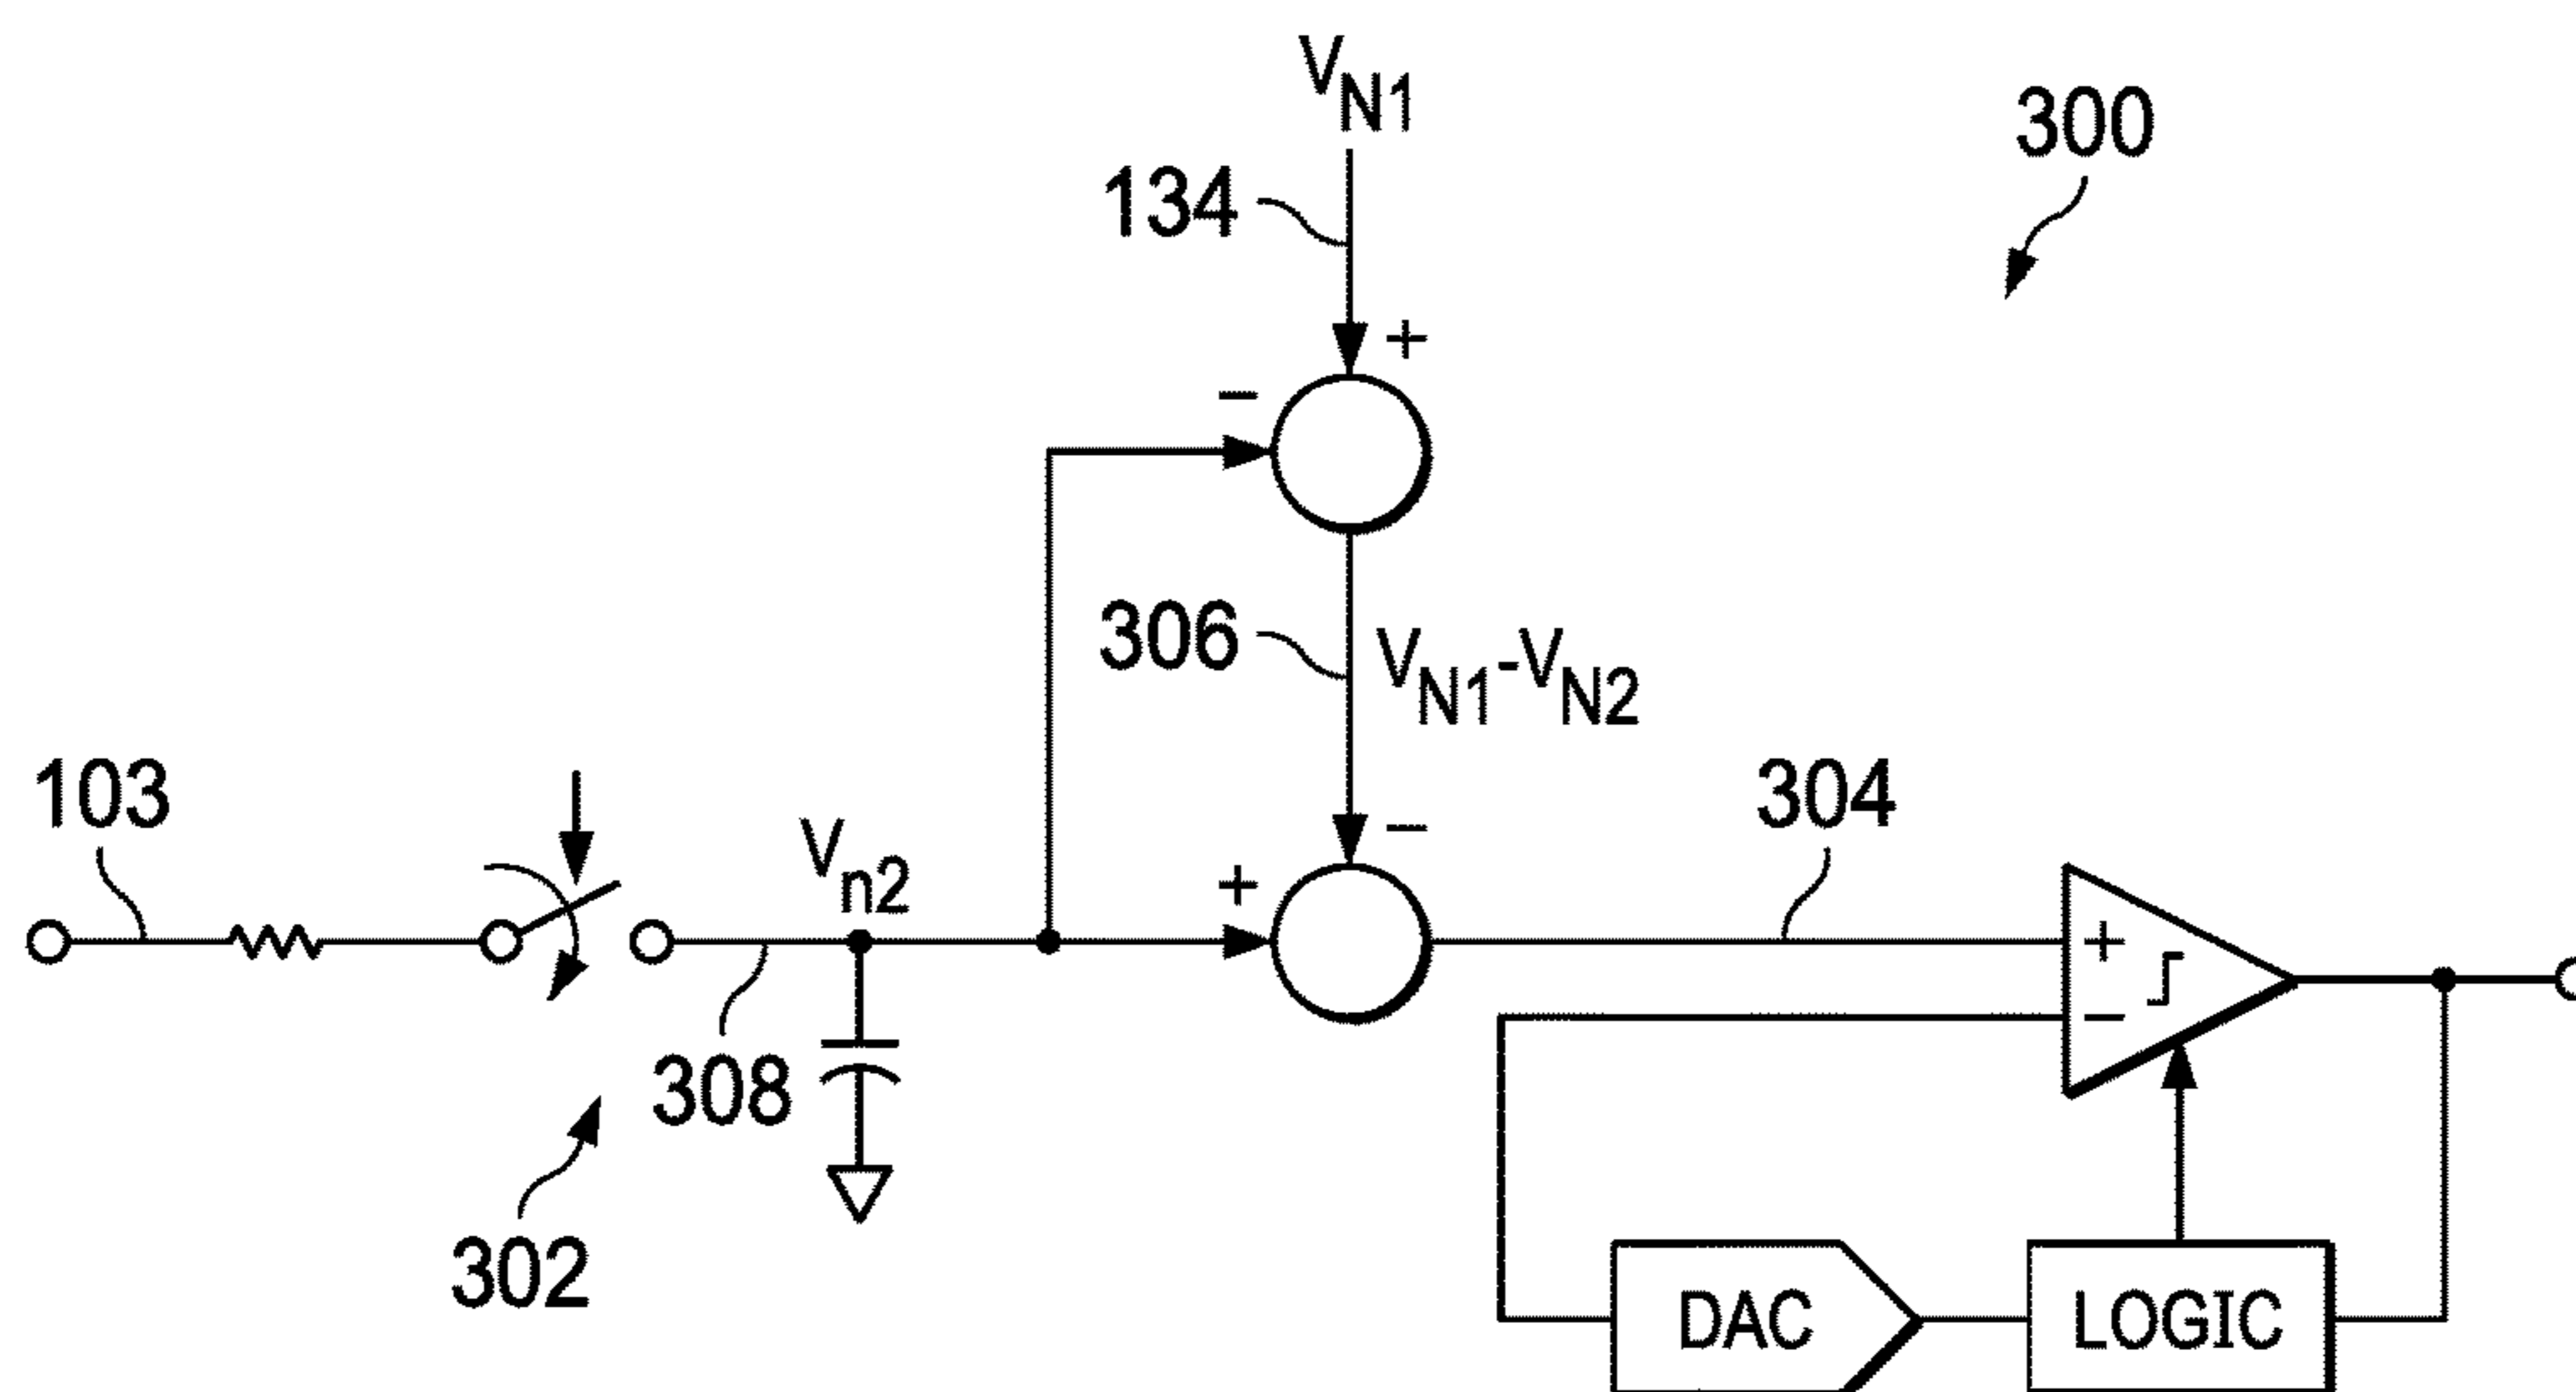 V_N1
300
134
+
−
306
V_N1-V_N2
103
V_n2
304
−
+
+
−
308
302
DAC
LOGIC